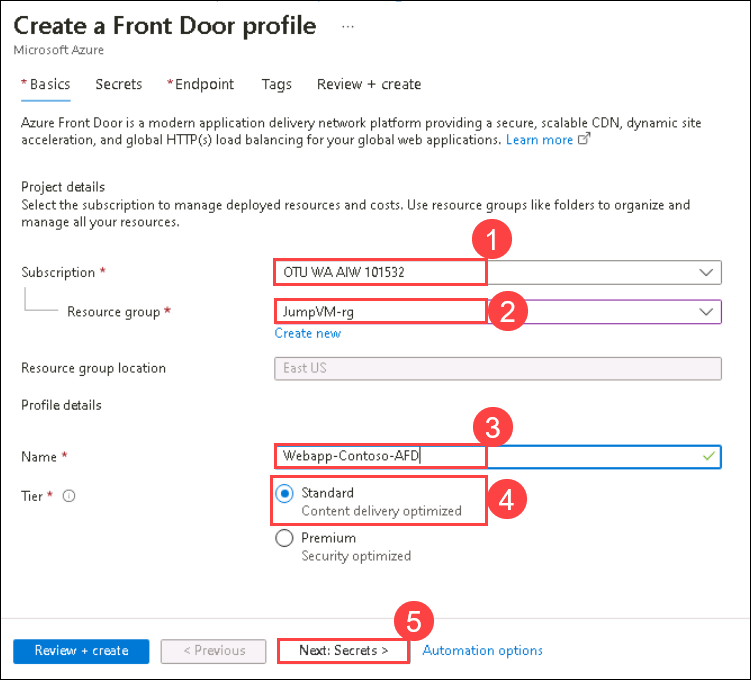 Create a Front Door profile ...
Microsoft Azure
* Basics Secrets * Endpoint Tags Review + create
Azure Front Door is a modern application delivery network platform providing a secure, scalable CDN, dynamic site
acceleration, and global HTTP(s) load balancing for your global web applications. Learn more
Project details
Select the subscription to manage deployed resources and costs. Use resource groups like folders to organize and
manage all your resources.
1
Subscription * OTU WA AIW 101532
Resource group * JumpVM-rg 2
Create new
Resource group location East US
Profile details
3
Name * Webapp-Contoso-AFD
Tier * Standard 4
Content delivery optimized
Premium
Security optimized
5
Review + create < Previous Next: Secrets > Automation options